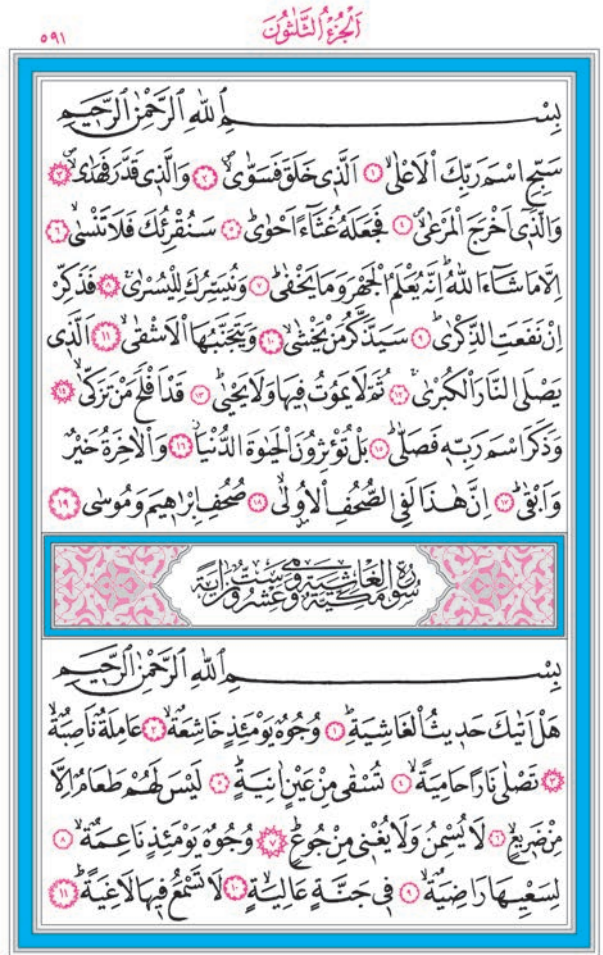 اَلْجُزْءُ الثَّلٰثُونَ
٥٩١
بِسْمِ اللّٰهِ الرَّحْمٰنِ الرَّح۪يمِ
سَبِّحِ اسْمَ رَبِّكَ الْاَعْلٰىۙ ١ اَلَّذ۪ي خَلَقَ فَسَوّٰىۙ ٢ وَالَّذ۪ي قَدَّرَ فَهَدٰىۙ ٣
وَالَّذ۪ٓي اَخْرَجَ الْمَرْعٰىۙ ٤ فَجَعَلَهُ غُثَٓاءً اَحْوٰىۜ ٥ سَنُقْرِئُكَ فَلَا تَنْسٰىۙ ٦
اِلَّا مَا شَٓاءَ اللّٰهُۜ اِنَّهُ يَعْلَمُ الْجَهْرَ وَمَا يَخْفٰىۜ ٧ وَنُيَسِّرُكَ لِلْيُسْرٰىۚ ٨ فَذَكِّرْ
اِنْ نَفَعَتِ الذِّكْرٰىۜ ٩ سَيَذَّكَّرُ مَنْ يَخْشٰىۙ ١٠ وَيَتَجَنَّبُهَا الْاَشْقٰىۙ ١١ اَلَّذ۪ي
يَصْلَى النَّارَ الْكُبْرٰىۚ ١٢ ثُمَّ لَا يَمُوتُ ف۪يهَا وَلَا يَحْيٰىۜ ١٣ قَدْ اَفْلَحَ مَنْ تَزَكّٰىۙ ١٤
وَذَكَرَ اسْمَ رَبِّه۪ فَصَلّٰىۜ ١٥ بَلْ تُؤْثِرُونَ الْحَيٰوةَ الدُّنْيَاۘ ١٦ وَالْاٰخِرَةُ خَيْرٌ
وَاَبْقٰىۜ ١٧ اِنَّ هٰذَا لَفِي الصُّحُفِ الْاُو۫لٰىۙ ١٨ صُحُفِ اِبْرٰه۪يمَ وَمُوسٰى ١٩
سُورَةُ الْغَاشِيَةِ مَكِّيَّةٌ وَهِيَ سِتٌّ وَعِشْرُونَ اٰيَةً
بِسْمِ اللّٰهِ الرَّحْمٰنِ الرَّح۪يمِ
هَلْ اَتٰيكَ حَد۪يثُ الْغَاشِيَةِۜ ١ وُجُوهٌ يَوْمَئِذٍ خَاشِعَةٌۙ ٢ عَامِلَةٌ نَاصِبَةٌۙ
٣ تَصْلٰى نَارًا حَامِيَةًۙ ٤ تُسْقٰى مِنْ عَيْنٍ اٰنِيَةٍۜ ٥ لَيْسَ لَهُمْ طَعَامٌ اِلَّا
مِنْ ضَر۪يعٍۙ ٦ لَا يُسْمِنُ وَلَا يُغْن۪ي مِنْ جُوعٍۜ ٧ وُجُوهٌ يَوْمَئِذٍ نَاعِمَةٌۙ ٨
لِسَعْيِهَا رَاضِيَةٌۙ ٩ ف۪ي جَنَّةٍ عَالِيَةٍۙ ١٠ لَا تَسْمَعُ ف۪يهَا لَاغِيَةًۜ ١١